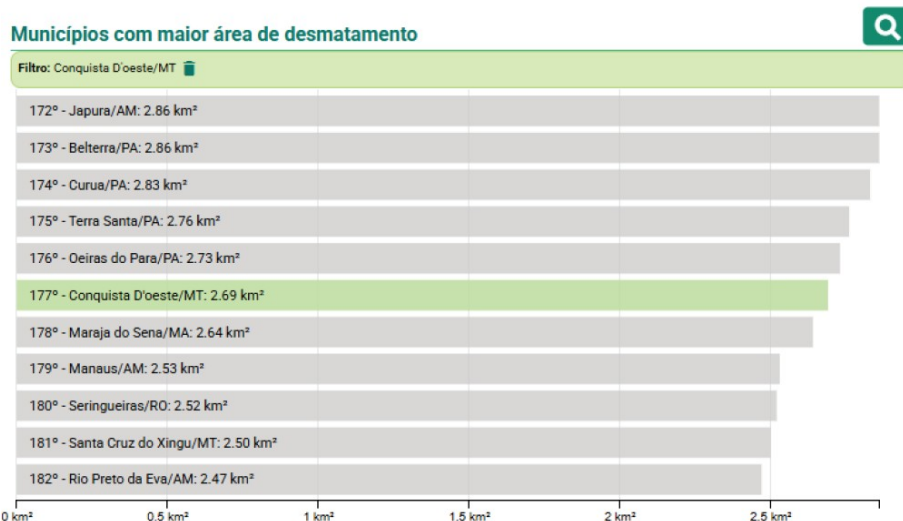 Municípios com maior área de desmatamento
Filtro: Conquista D'oeste/MT
172º - Japura/AM: 2.86 km²
173º - Belterra/PA: 2.86 km²
174º - Curua/PA: 2.83 km²
175º - Terra Santa/PA: 2.76 km²
176º - Oeiras do Para/PA: 2.73 km²
177º - Conquista D'oeste/MT: 2.69 km²
178º - Maraja do Sena/MA: 2.64 km²
179º - Manaus/AM: 2.53 km²
180º - Seringueiras/RO: 2.52 km²
181º - Santa Cruz do Xingu/MT: 2.50 km²
182º - Rio Preto da Eva/AM: 2.47 km²
0 km² 0.5 km² 1 km² 1.5 km² 2 km² 2.5 km²